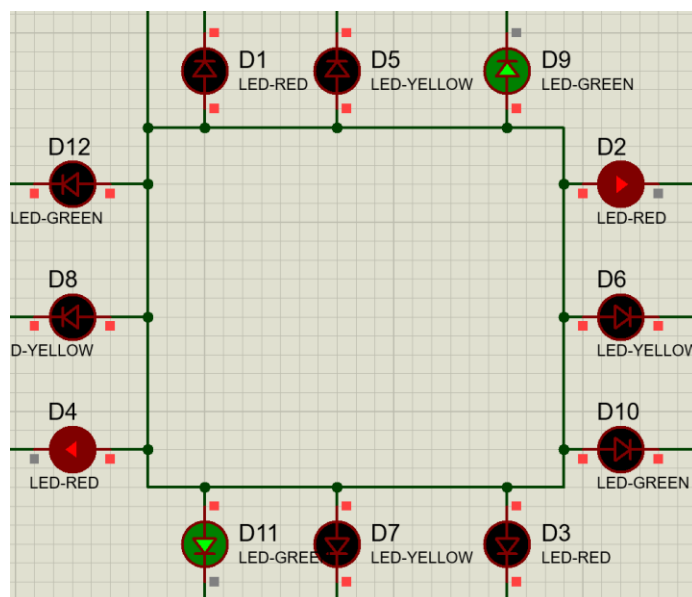 D1
LED-RED
D5
LED-YELLOW
D9
LED-GREEN
D12
LED-GREEN
D2
LED-RED
D8
D-YELLOW
D6
LED-YELLOW
D4
LED-RED
D10
LED-GREEN
D11
LED-GREE
D7
LED-YELLOW
D3
LED-RED